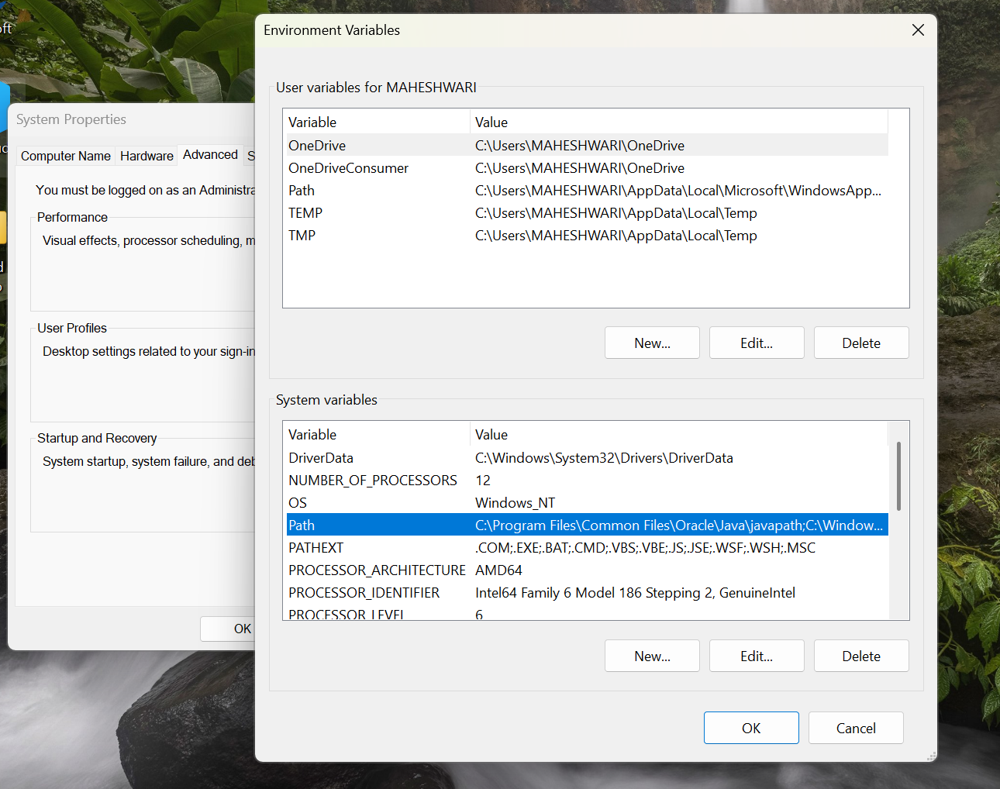 oft
Environment Variables
User variables for MAHESHWARI
Variable Value
OneDrive C:\Users\MAHESHWARI\OneDrive
OneDriveConsumer C:\Users\MAHESHWARI\OneDrive
Path C:\Users\MAHESHWARI\AppData\Local\Microsoft\WindowsApp...
TEMP C:\Users\MAHESHWARI\AppData\Local\Temp
TMP C:\Users\MAHESHWARI\AppData\Local\Temp
New... Edit... Delete
System variables
Variable Value
DriverData C:\Windows\System32\Drivers\DriverData
NUMBER_OF_PROCESSORS 12
OS Windows_NT
Path C:\Program Files\Common Files\Oracle\Java\javapath;C:\Window...
PATHEXT .COM;.EXE;.BAT;.CMD;.VBS;.VBE;.JS;.JSE;.WSF;.WSH;.MSC
PROCESSOR_ARCHITECTURE AMD64
PROCESSOR_IDENTIFIER Intel64 Family 6 Model 186 Stepping 2, GenuineIntel
PROCESSOR_LEVEL 6
New... Edit... Delete
OK Cancel
System Properties
Computer Name Hardware Advanced S
You must be logged on as an Administra
Performance
Visual effects, processor scheduling, m
User Profiles
Desktop settings related to your sign-in
Startup and Recovery
System startup, system failure, and deb
OK